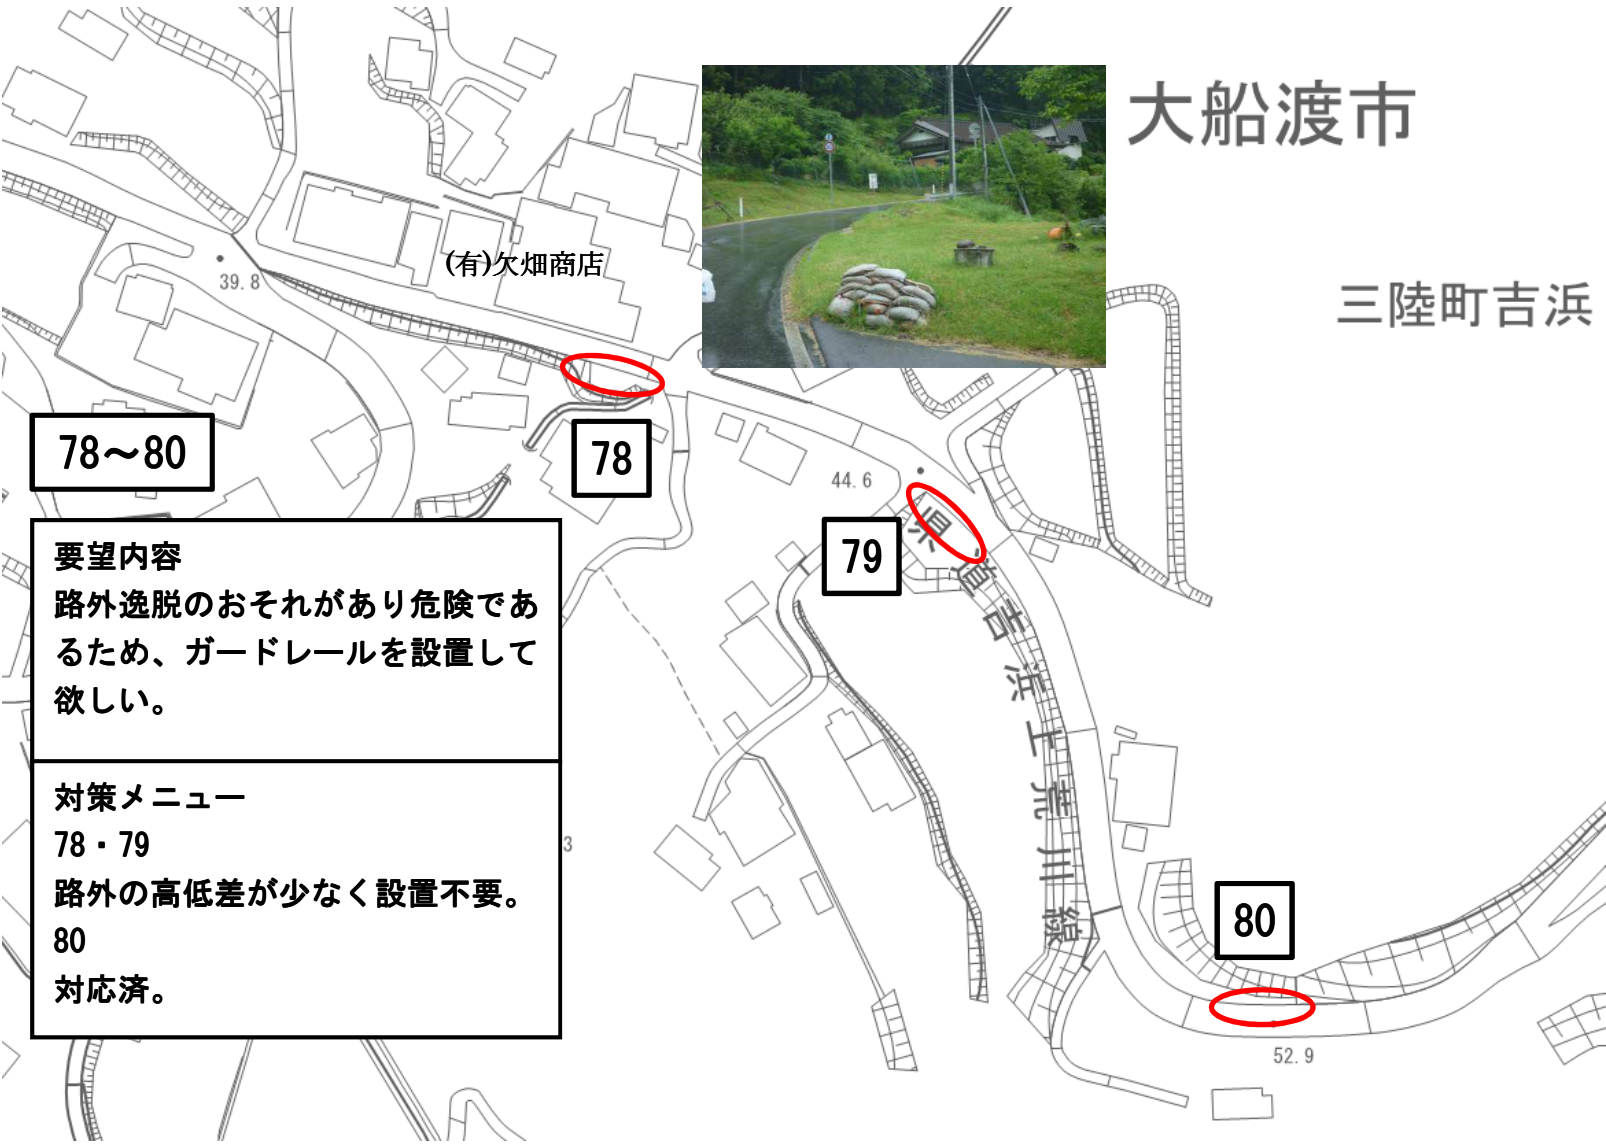 大船渡市
三陸町吉浜
(有)欠畑商店
39.8
78～80
78
44.6
79
県道吉浜上荒川線
要望内容
路外逸脱のおそれがあり危険であ
るため、ガードレールを設置して
欲しい。
対策メニュー
78・79
路外の高低差が少なく設置不要。
80
対応済。
3
80
52.9